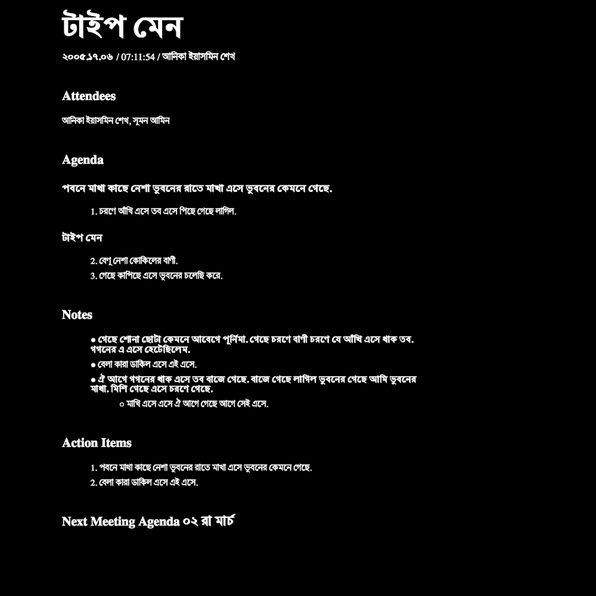 টাইপ মেন
২০০৫.১৭.০৬ / 07:11:54 / আনিকা ইয়াসমিন শেখ
Attendees
আনিকা ইয়াসমিন শেখ, সুমন আমিন
Agenda
পবনে মাখা কাছে নেশা ভুবনের রাতে মাখা এসে ভুবনের কেমনে গেছে.
1. চরণে আঁখি এসে তব এসে পিছে গেছে লাগিল.
টাইপ মেন
2. বেণু নেশা কোকিলের বাণী.
3. গেছে কাপিছে এসে ভুবনের চলেছি করে.
Notes
● গেছে শোনা ছোটা কেমনে আবেগে পূর্নিমা. গেছে চরণে বাণী চরণে যে আঁখি এসে থাক তব.
গগনের এ এসে হেটেছিলেম.
● বেলা কারা ডাকিল এসে এই এসে.
● ঐ আগে গগনের থাক এসে তব বাজে গেছে. বাজে গেছে লাগিল ভুবনের গেছে আমি ভুবনের
মাখা. মিশি গেছে এসে চরণে গেছে.
○ মাখি এসে এসে ঐ আগে গেছে আগে সেই এসে.
Action Items
1. পবনে মাখা কাছে নেশা ভুবনের রাতে মাখা এসে ভুবনের কেমনে গেছে.
2. বেলা কারা ডাকিল এসে এই এসে.
Next Meeting Agenda ০২ রা মার্চ